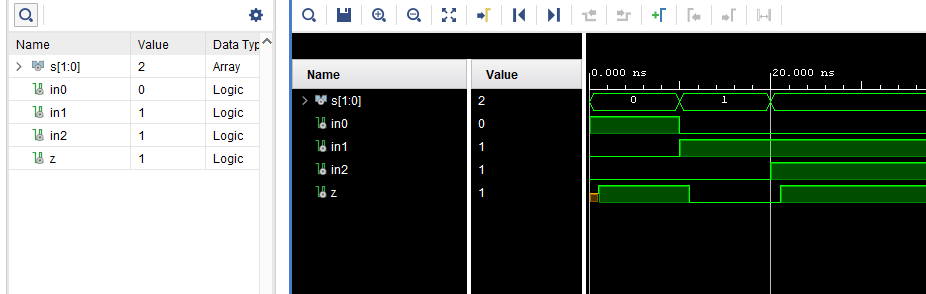 Name Value Data Typ
s[1:0] 2 Array
in0 0 Logic
in1 1 Logic
in2 1 Logic
z 1 Logic
Name Value
s[1:0] 2
in0 0
in1 1
in2 1
z 1
0.000 ns 20.000 ns
0 1